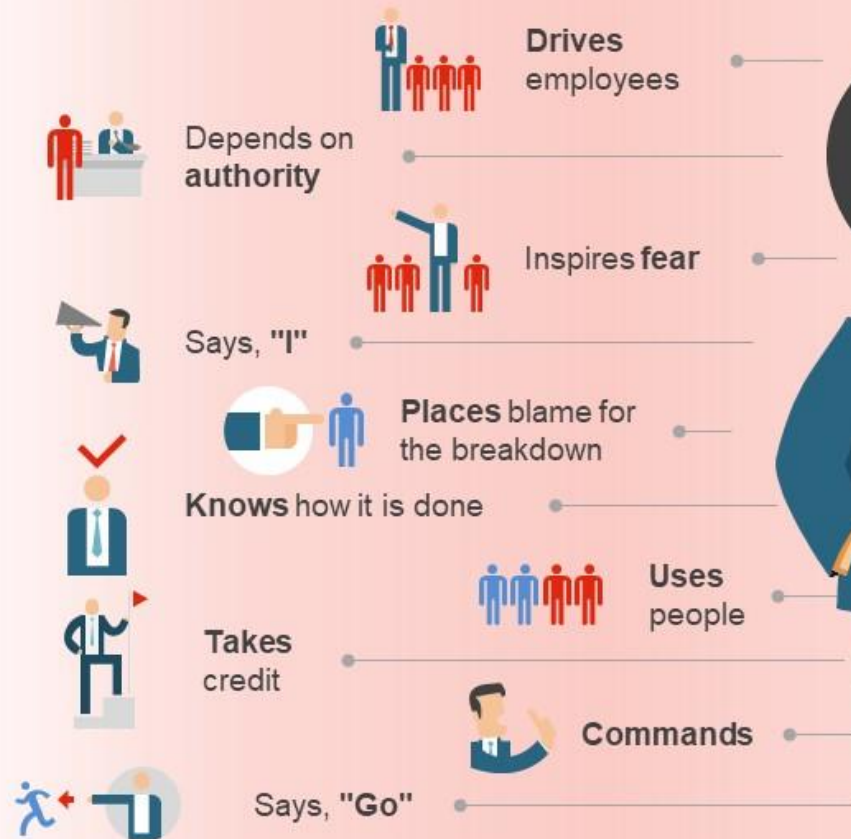 Drives
employees
Depends on
authority
Inspires fear
Says, "I"
Places blame for
the breakdown
Knows how it is done
Uses
people
Takes
credit
Commands
Says, "Go"